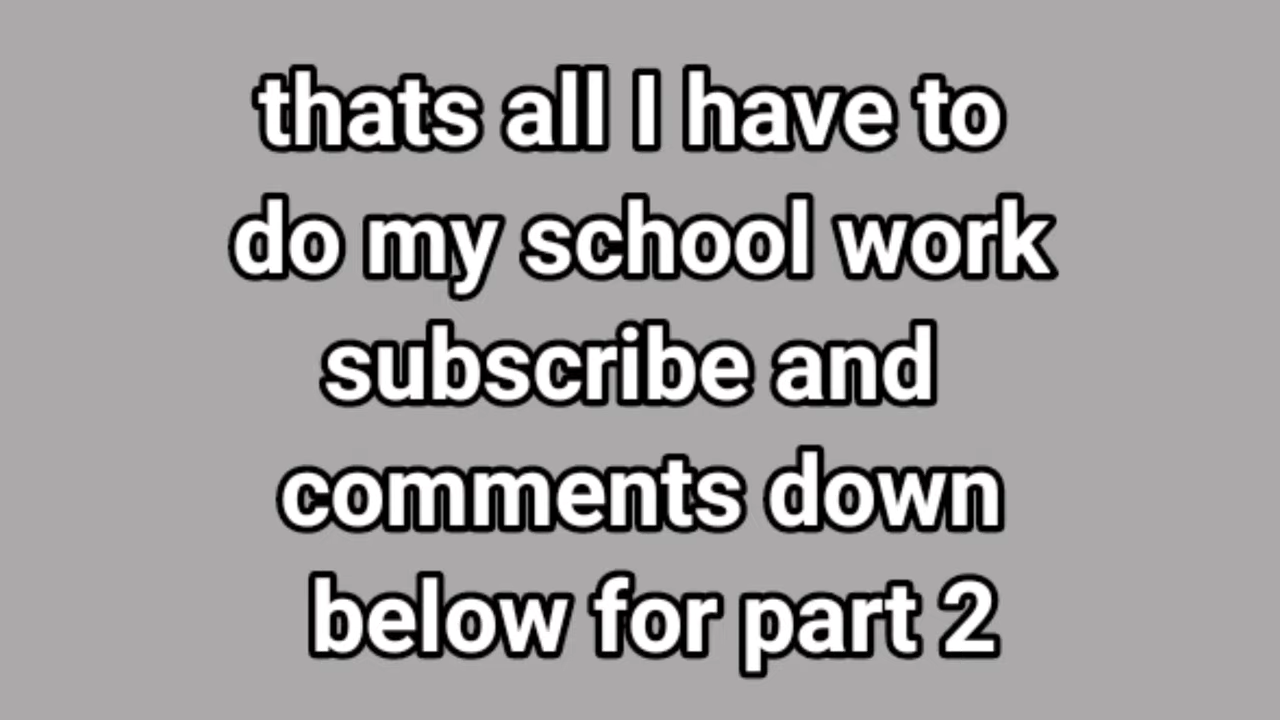 thats all I have to
do my school work
subscribe and
comments down
below for part 2